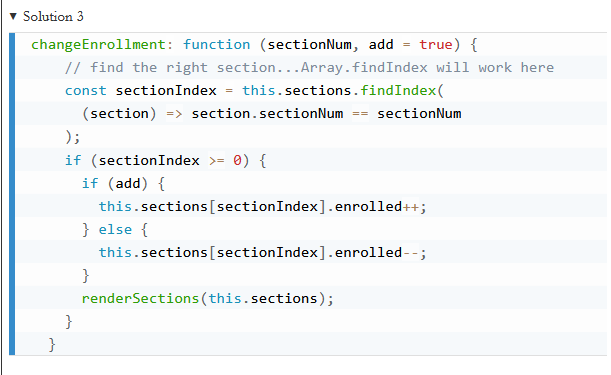 ▼ Solution 3
changeEnrollment: function (sectionNum, add = true) {
    // find the right section...Array.findIndex will work here
    const sectionIndex = this.sections.findIndex(
      (section) => section.sectionNum == sectionNum
    );
    if (sectionIndex >= 0) {
      if (add) {
        this.sections[sectionIndex].enrolled++;
      } else {
        this.sections[sectionIndex].enrolled--;
      }
      renderSections(this.sections);
    }
  }